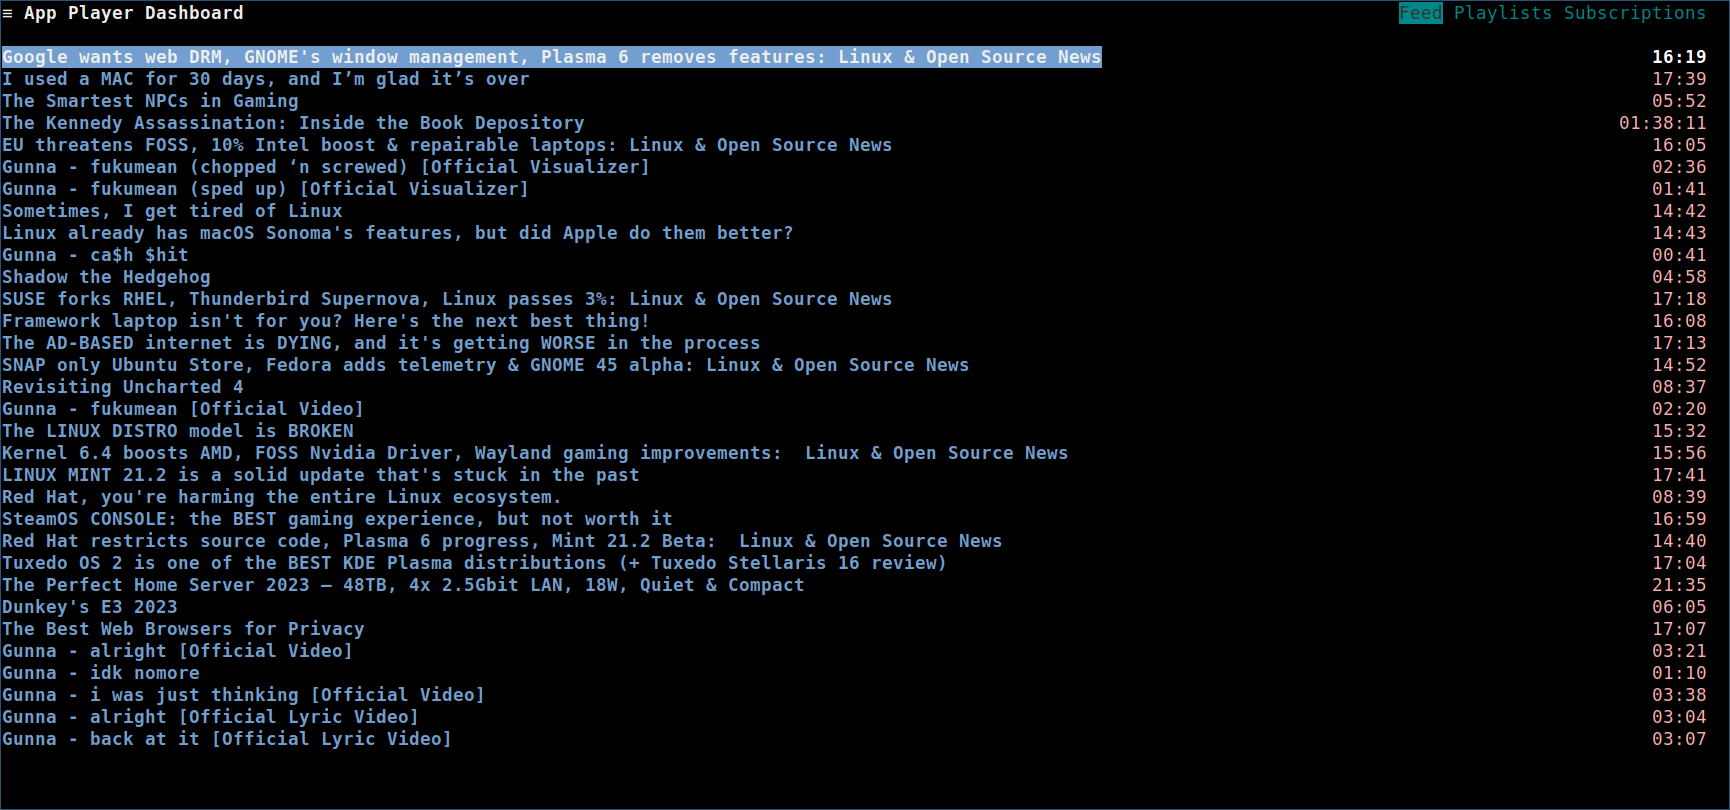 ≡ App Player Dashboard Feed Playlists Subscriptions
Google wants web DRM, GNOME's window management, Plasma 6 removes features: Linux & Open Source News 16:19
I used a MAC for 30 days, and I’m glad it’s over 17:39
The Smartest NPCs in Gaming 05:52
The Kennedy Assassination: Inside the Book Depository 01:38:11
EU threatens FOSS, 10% Intel boost & repairable laptops: Linux & Open Source News 16:05
Gunna - fukumean (chopped ‘n screwed) [Official Visualizer] 02:36
Gunna - fukumean (sped up) [Official Visualizer] 01:41
Sometimes, I get tired of Linux 14:42
Linux already has macOS Sonoma's features, but did Apple do them better? 14:43
Gunna - ca$h $hit 00:41
Shadow the Hedgehog 04:58
SUSE forks RHEL, Thunderbird Supernova, Linux passes 3%: Linux & Open Source News 17:18
Framework laptop isn't for you? Here's the next best thing! 16:08
The AD-BASED internet is DYING, and it's getting WORSE in the process 17:13
SNAP only Ubuntu Store, Fedora adds telemetry & GNOME 45 alpha: Linux & Open Source News 14:52
Revisiting Uncharted 4 08:37
Gunna - fukumean [Official Video] 02:20
The LINUX DISTRO model is BROKEN 15:32
Kernel 6.4 boosts AMD, FOSS Nvidia Driver, Wayland gaming improvements:  Linux & Open Source News 15:56
LINUX MINT 21.2 is a solid update that's stuck in the past 17:41
Red Hat, you're harming the entire Linux ecosystem. 08:39
SteamOS CONSOLE: the BEST gaming experience, but not worth it 16:59
Red Hat restricts source code, Plasma 6 progress, Mint 21.2 Beta:  Linux & Open Source News 14:40
Tuxedo OS 2 is one of the BEST KDE Plasma distributions (+ Tuxedo Stellaris 16 review) 17:04
The Perfect Home Server 2023 – 48TB, 4x 2.5Gbit LAN, 18W, Quiet & Compact 21:35
Dunkey's E3 2023 06:05
The Best Web Browsers for Privacy 17:07
Gunna - alright [Official Video] 03:21
Gunna - idk nomore 01:10
Gunna - i was just thinking [Official Video] 03:38
Gunna - alright [Official Lyric Video] 03:04
Gunna - back at it [Official Lyric Video] 03:07